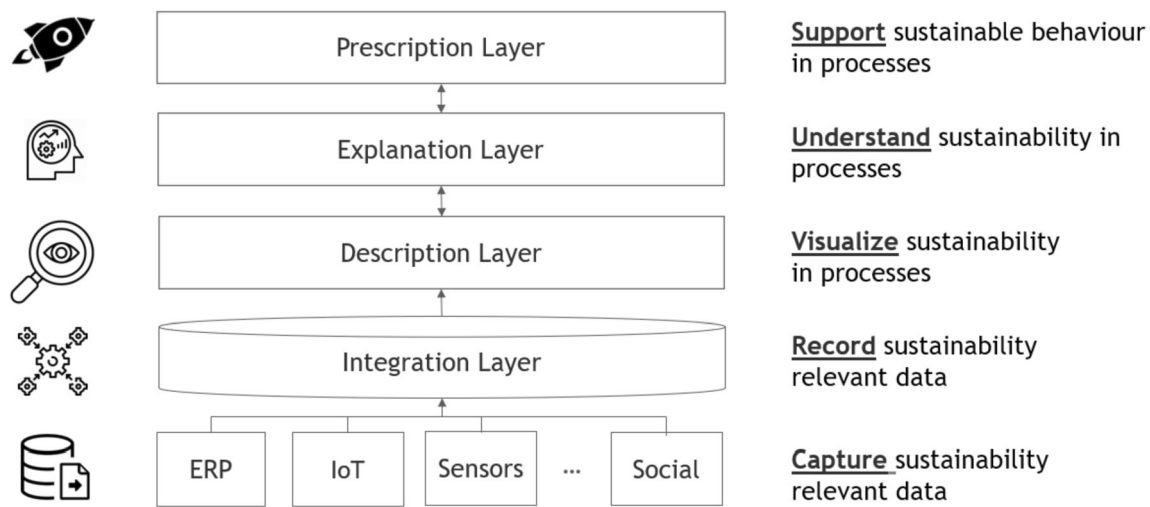 Prescription Layer
Support sustainable behaviour
in processes
Explanation Layer
Understand sustainability in
processes
Description Layer
Visualize sustainability
in processes
Integration Layer
Record sustainability
relevant data
ERP
IoT
Sensors
...
Social
Capture sustainability
relevant data